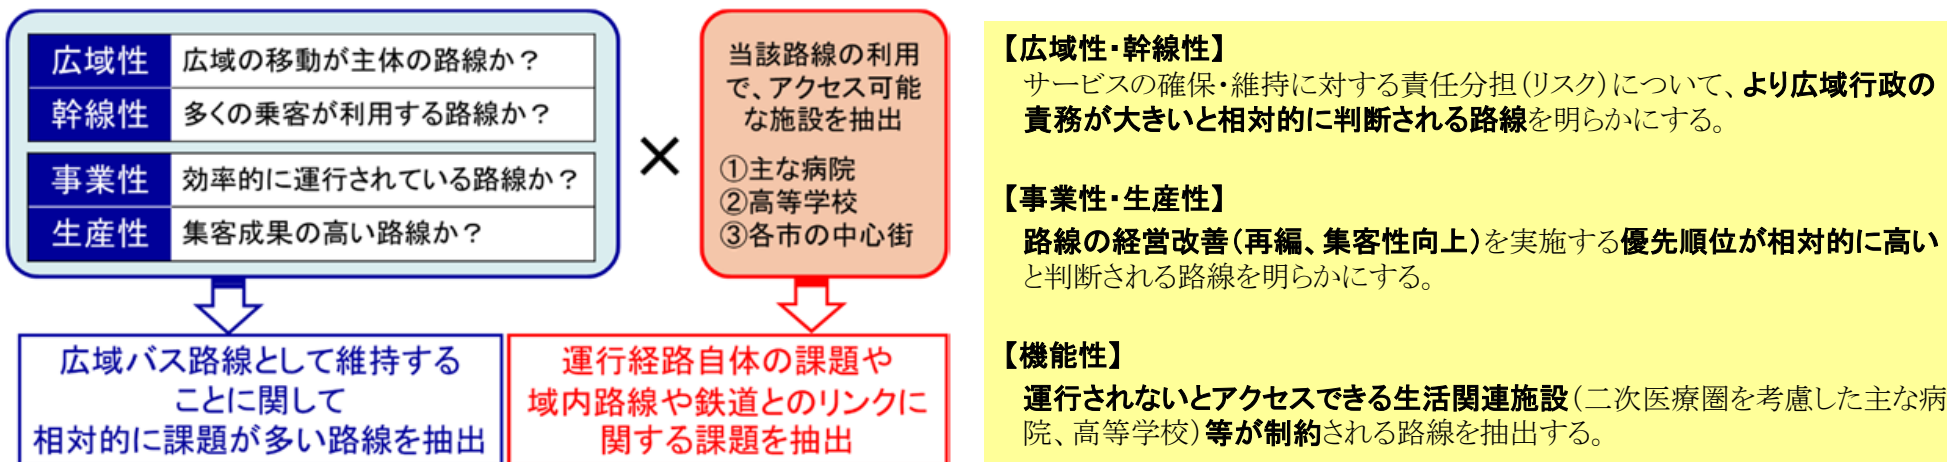 広域性 広域の移動が主体の路線か？
幹線性 多くの乗客が利用する路線か？
事業性 効率的に運行されている路線か？
生産性 集客成果の高い路線か？
×
当該路線の利用
で、アクセス可能
な施設を抽出
①主な病院
②高等学校
③各市の中心街
広域バス路線として維持する
ことに関して
相対的に課題が多い路線を抽出
運行経路自体の課題や
域内路線や鉄道とのリンクに
関する課題を抽出
【広域性・幹線性】
サービスの確保・維持に対する責任分担（リスク）について、より広域行政の
責務が大きいと相対的に判断される路線を明らかにする。
【事業性・生産性】
路線の経営改善（再編、集客性向上）を実施する優先順位が相対的に高い
と判断される路線を明らかにする。
【機能性】
運行されないとアクセスできる生活関連施設（二次医療圏を考慮した主な病
院、高等学校）等が制約される路線を抽出する。